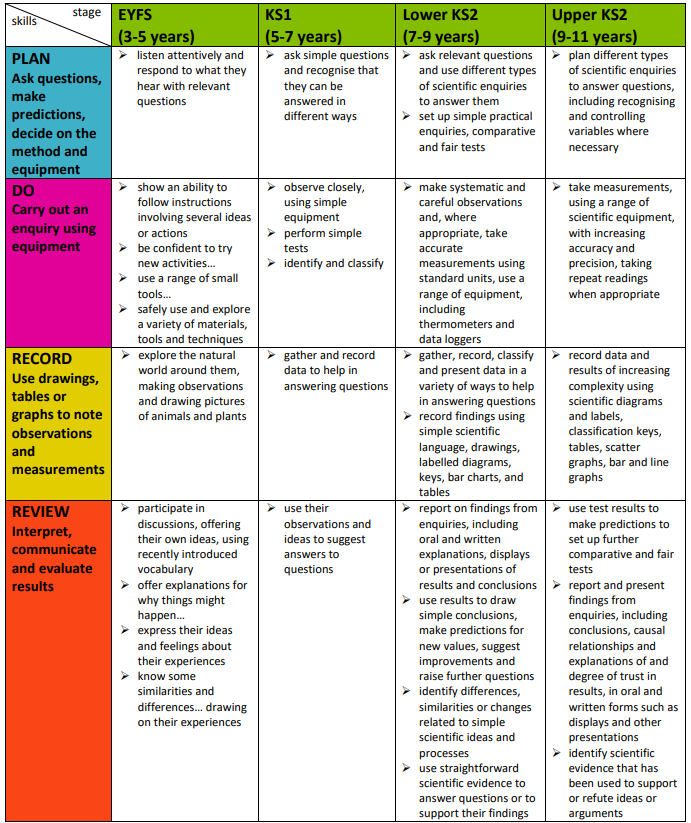 stage
skills
EYFS
(3-5 years)
KS1
(5-7 years)
Lower KS2
(7-9 years)
Upper KS2
(9-11 years)
PLAN
Ask questions,
make
predictions,
decide on the
method and
equipment
➢ listen attentively and
respond to what they
hear with relevant
questions
➢ ask simple questions
and recognise that
they can be
answered in
different ways
➢ ask relevant questions
and use different types
of scientific enquiries
to answer them
➢ set up simple practical
enquiries, comparative
and fair tests
➢ plan different types
of scientific enquiries
to answer questions,
including recognising
and controlling
variables where
necessary
DO
Carry out an
enquiry using
equipment
➢ show an ability to
follow instructions
involving several ideas
or actions
➢ be confident to try
new activities…
➢ use a range of small
tools…
➢ safely use and explore
a variety of materials,
tools and techniques
➢ observe closely,
using simple
equipment
➢ perform simple
tests
➢ identify and classify
➢ make systematic and
careful observations
and, where
appropriate, take
accurate
measurements using
standard units, use a
range of equipment,
including
thermometers and
data loggers
➢ take measurements,
using a range of
scientific equipment,
with increasing
accuracy and
precision, taking
repeat readings
when appropriate
RECORD
Use drawings,
tables or
graphs to note
observations
and
measurements
➢ explore the natural
world around them,
making observations
and drawing pictures
of animals and plants
➢ gather and record
data to help in
answering questions
➢ gather, record, classify
and present data in a
variety of ways to help
in answering questions
➢ record findings using
simple scientific
language, drawings,
labelled diagrams,
keys, bar charts, and
tables
➢ record data and
results of increasing
complexity using
scientific diagrams
and labels,
classification keys,
tables, scatter
graphs, bar and line
graphs
REVIEW
Interpret,
communicate
and evaluate
results
➢ participate in
discussions, offering
their own ideas, using
recently introduced
vocabulary
➢ offer explanations for
why things might
happen…
➢ express their ideas
and feelings about
their experiences
➢ know some
similarities and
differences… drawing
on their experiences
➢ use their
observations and
ideas to suggest
answers to
questions
➢ report on findings from
enquiries, including
oral and written
explanations, displays
or presentations of
results and conclusions
➢ use results to draw
simple conclusions,
make predictions for
new values, suggest
improvements and
raise further questions
➢ identify differences,
similarities or changes
related to simple
scientific ideas and
processes
➢ use straightforward
scientific evidence to
answer questions or to
support their findings
➢ use test results to
make predictions to
set up further
comparative and fair
tests
➢ report and present
findings from
enquiries, including
conclusions, causal
relationships and
explanations of and
degree of trust in
results, in oral and
written forms such as
displays and other
presentations
➢ identify scientific
evidence that has
been used to support
or refute ideas or
arguments